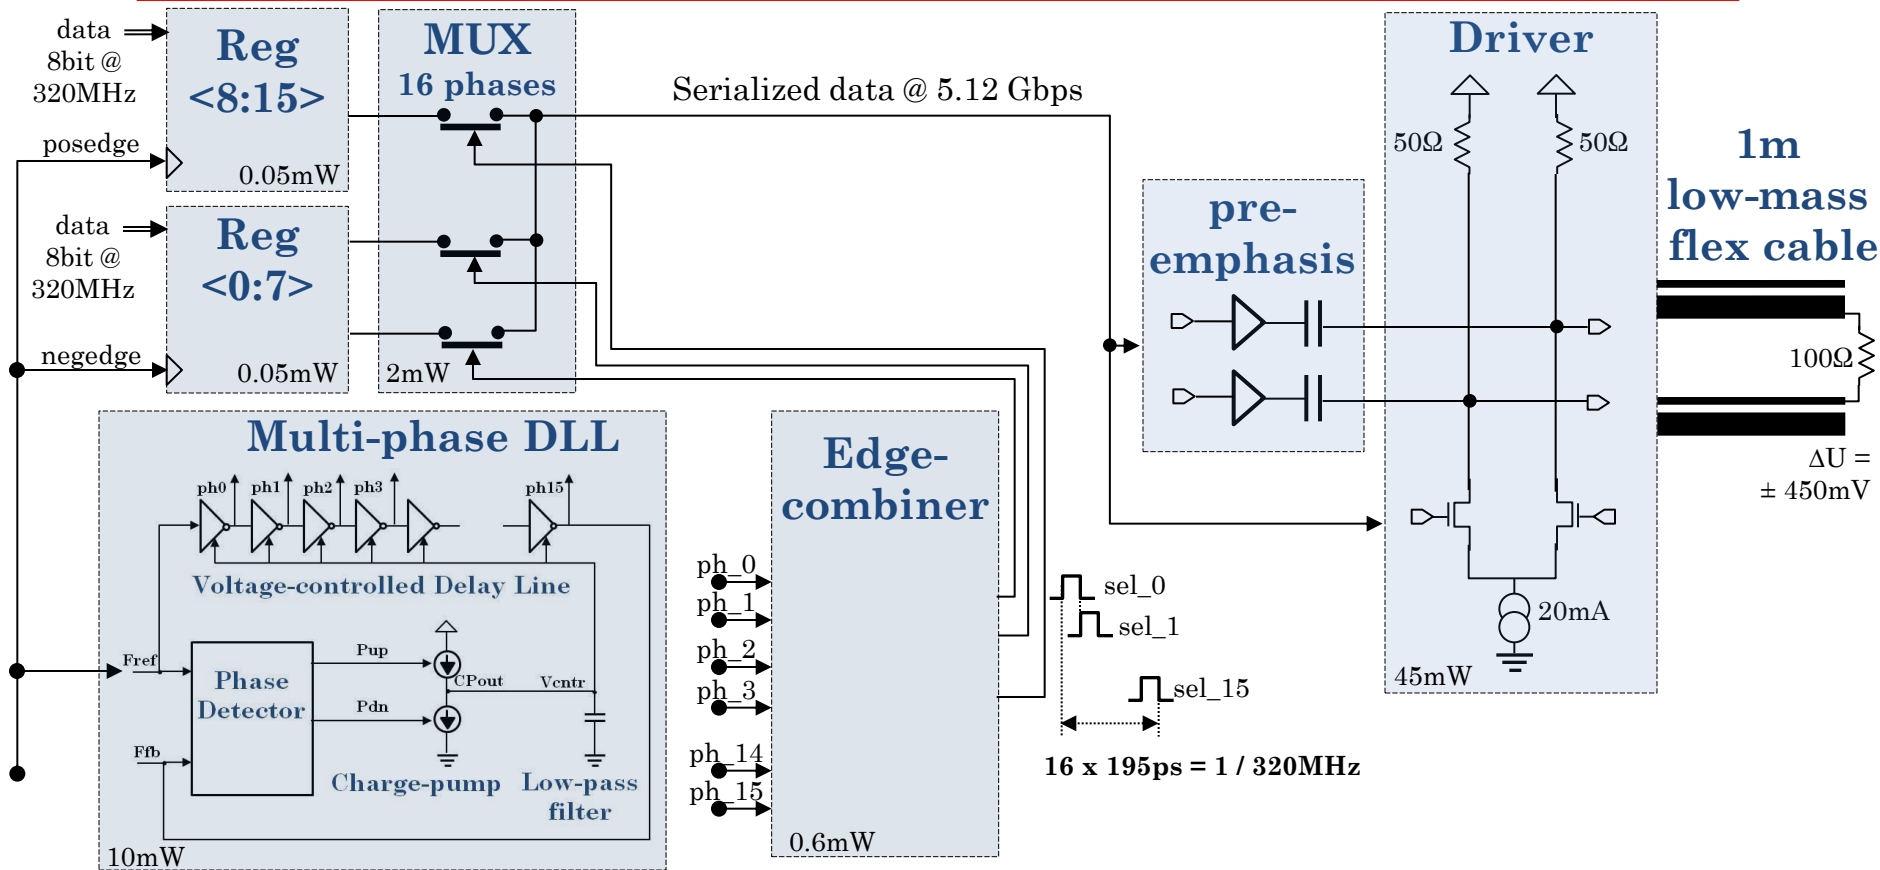 data
8bit @
320MHz
Reg
<8:15>
posedge
0.05mW
data
8bit @
320MHz
Reg
<0:7>
negedge
0.05mW
MUX
16 phases
2mW
Serialized data @ 5.12 Gbps
pre-
emphasis
Driver
50Ω
50Ω
20mA
45mW
1m
low-mass
flex cable
100Ω
ΔU =
± 450mV
Multi-phase DLL
ph0
ph1
ph2
ph3
ph15
Voltage-controlled Delay Line
Fref
Phase
Detector
Pup
Pdn
CPout
Vcntr
Ffb
Charge-pump
Low-pass
filter
10mW
Edge-
combiner
ph_0
ph_1
ph_2
ph_3
ph_14
ph_15
0.6mW
sel_0
sel_1
sel_15
16 x 195ps = 1 / 320MHz